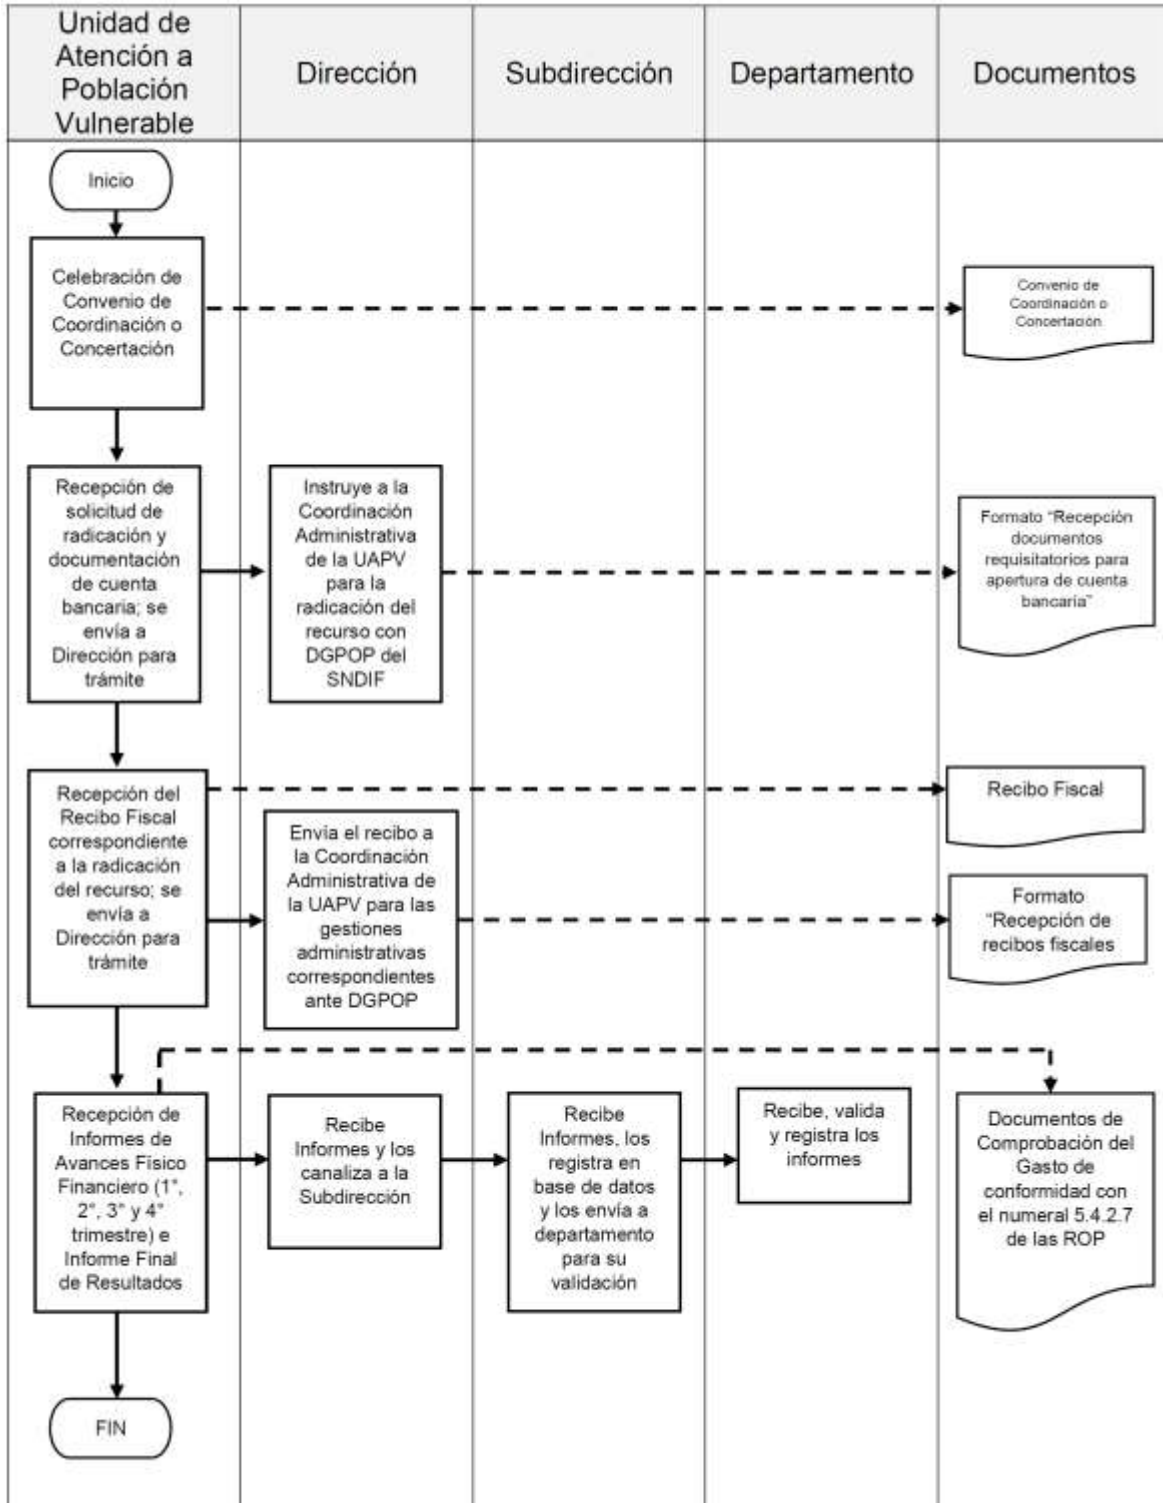 Unidad de
Atención a
Población
Vulnerable
Dirección
Subdirección
Departamento
Documentos
Inicio
Celebración de
Convenio de
Coordinación o
Concertación
Convenio de
Coordinación o
Concertación
Recepción de
solicitud de
radicación y
documentación
de cuenta
bancaria; se
envía a
Dirección para
trámite
Instruye a la
Coordinación
Administrativa
de la UAPV
para la
radicación del
recurso con
DGPOP del
SNDIF
Formato “Recepción
documentos
requisitatorios para
apertura de cuenta
bancaria”
Recepción del
Recibo Fiscal
correspondiente
a la radicación
del recurso; se
envía a
Dirección para
trámite
Recibo Fiscal
Envía el recibo a
la Coordinación
Administrativa de
la UAPV para las
gestiones
administrativas
correspondientes
ante DGPOP
Formato
“Recepción de
recibos fiscales
Recepción de
Informes de
Avances Físico
Financiero (1°,
2°, 3° y 4°
trimestre) e
Informe Final
de Resultados
Recibe
Informes y los
canaliza a la
Subdirección
Recibe
Informes, los
registra en
base de datos
y los envía a
departamento
para su
validación
Recibe, valida
y registra los
informes
Documentos de
Comprobación del
Gasto de
conformidad con
el numeral 5.4.2.7
de las ROP
FIN